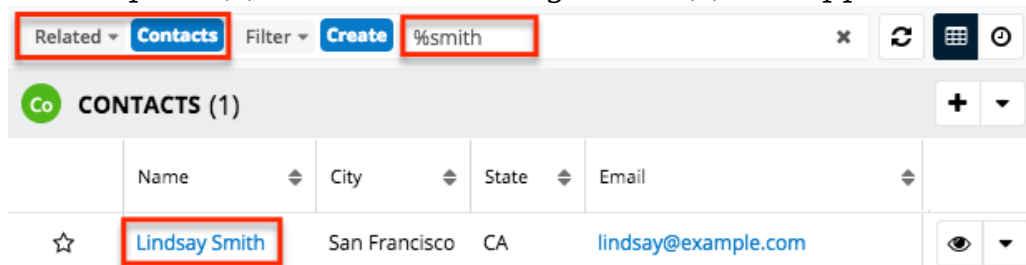 Related Contacts Filter Create %smith
Co CONTACTS (1)
Name City State Email
Lindsay Smith San Francisco CA lindsay@example.com